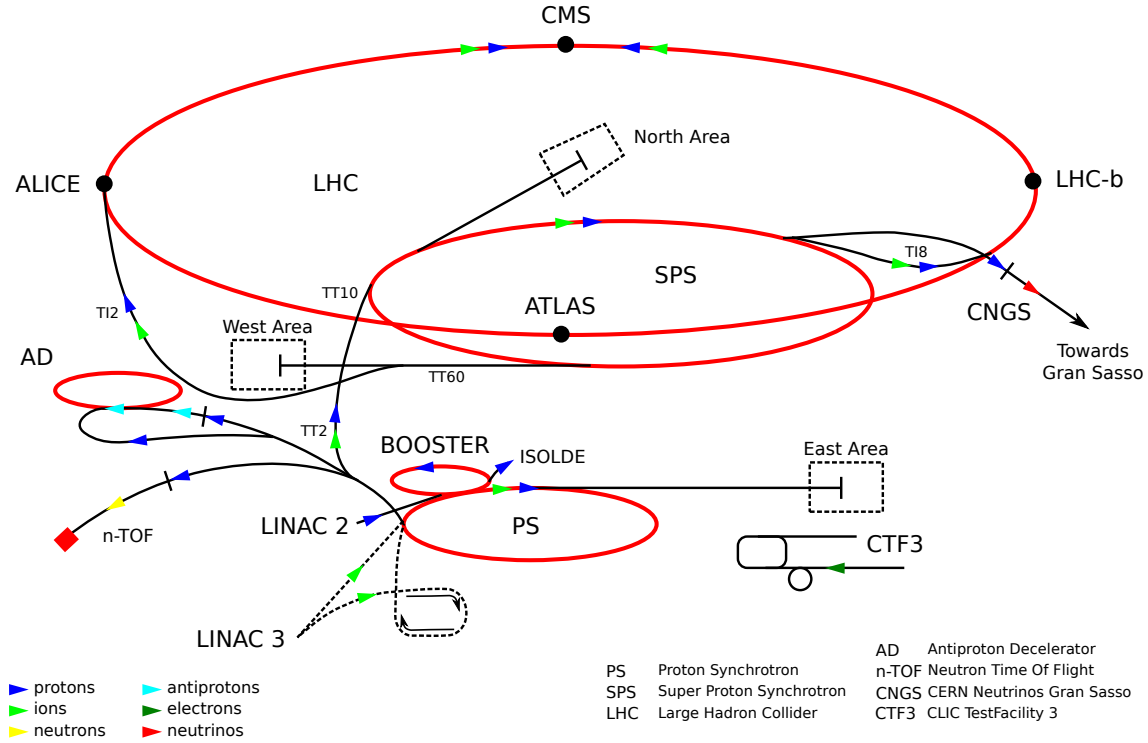 CMS
North Area
ALICE
LHC
LHC-b
TI8
SPS
TT10
TI2
ATLAS
CNGS
West Area
AD
Towards
Gran Sasso
TT60
TT2
BOOSTER
ISOLDE
East Area
LINAC 2
PS
n-TOF
CTF3
LINAC 3
protons
ions
neutrons
antiprotons
electrons
neutrinos
PS Proton Synchrotron
SPS Super Proton Synchrotron
LHC Large Hadron Collider
AD Antiproton Decelerator
n-TOF Neutron Time Of Flight
CNGS CERN Neutrinos Gran Sasso
CTF3 CLIC TestFacility 3